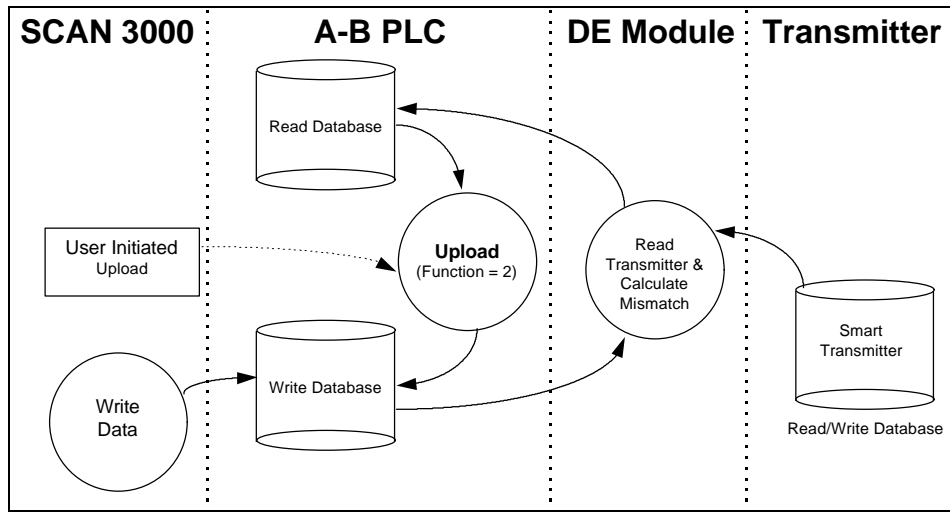 SCAN 3000
A-B PLC
DE Module
Transmitter
Read Database
User Initiated
Upload
Upload
(Function = 2)
Read
Transmitter &
Calculate
Mismatch
Smart
Transmitter
Write Database
Write
Data
Read/Write Database